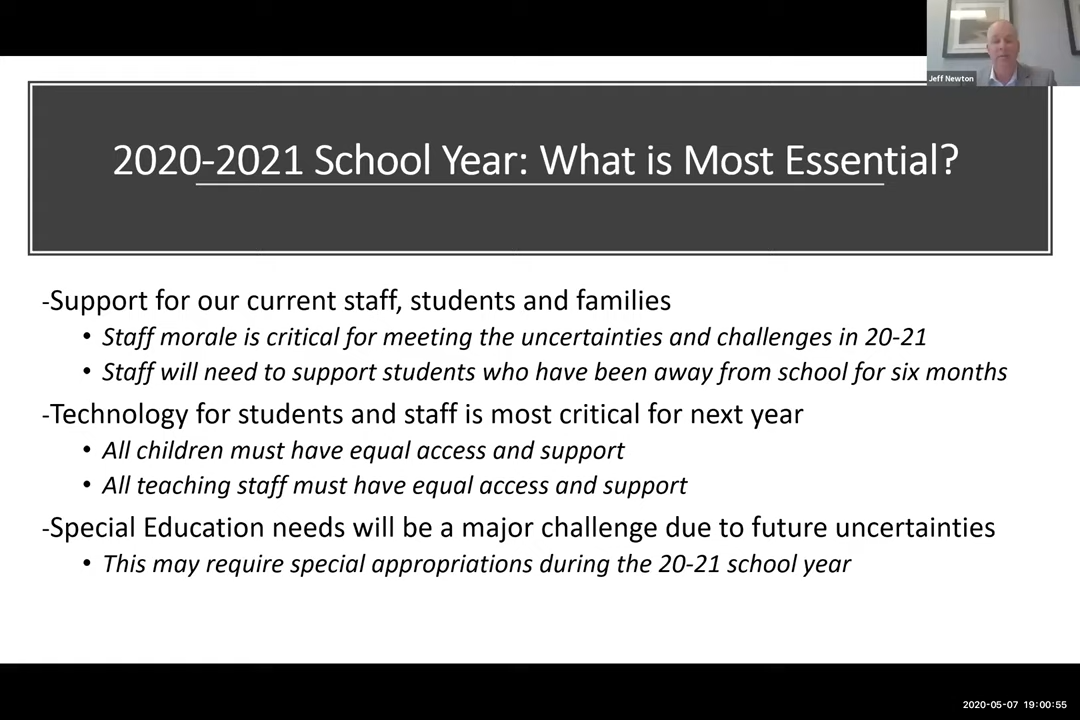 Jeff Newton
2020-2021 School Year: What is Most Essential?
-Support for our current staff, students and families
• Staff morale is critical for meeting the uncertainties and challenges in 20-21
• Staff will need to support students who have been away from school for six months
-Technology for students and staff is most critical for next year
• All children must have equal access and support
• All teaching staff must have equal access and support
-Special Education needs will be a major challenge due to future uncertainties
• This may require special appropriations during the 20-21 school year
2020-05-07 19:00:55